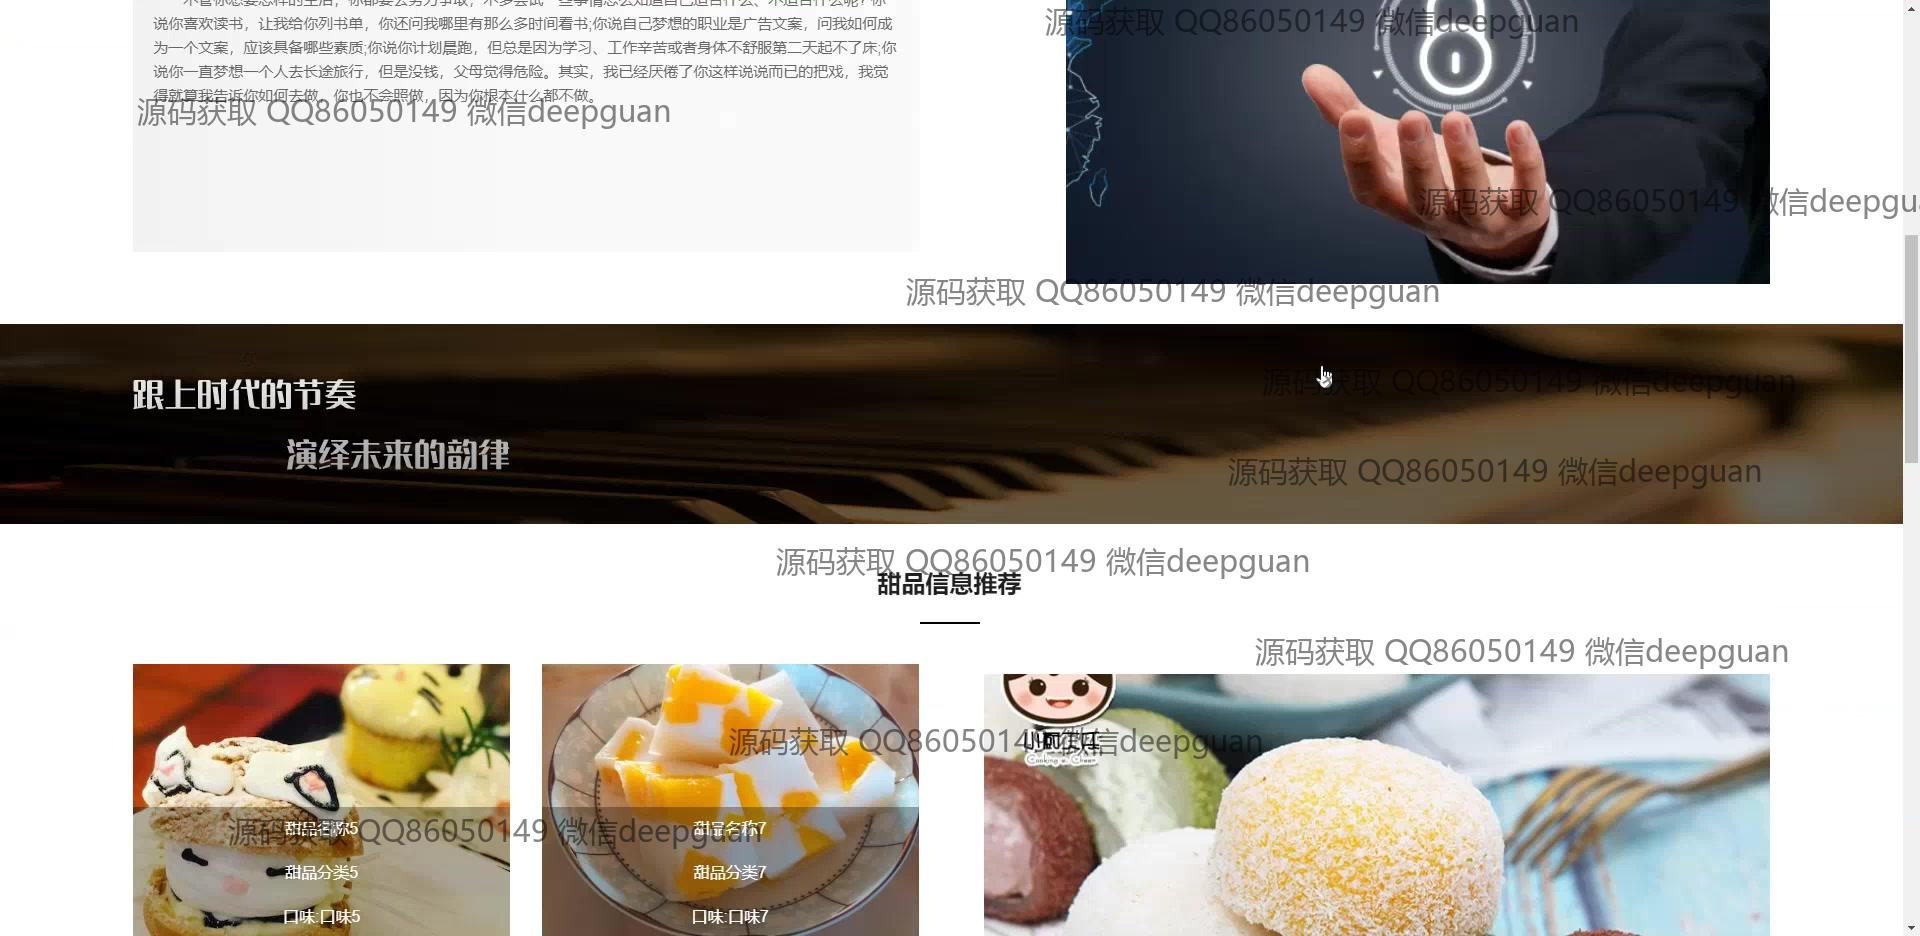 说你喜欢读书，让我给你列书单，你还问我哪里有那么多时间看书;你说自己梦想的职业是广告文案，问我如何成
为一个文案，应该具备哪些素质;你说你计划晨跑，但总是因为学习、工作辛苦或者身体不舒服第二天起不了床;你
说你一直梦想一个人去长途旅行，但是没钱，父母觉得危险。其实，我已经厌倦了你这样说说而已的把戏，我觉
得就算我告诉你如何去做，你也不会照做，因为你根本什么都不做。
源码获取 QQ86050149 微信deepguan
源码获取 QQ86050149 微信deepguan
源码获取 QQ86050149 微信deepgua
源码获取 QQ86050149 微信deepguan
跟上时代的节奏
源码获取 QQ86050149 微信deepguan
演绎未来的韵律
源码获取 QQ86050149 微信deepguan
源码获取 QQ86050149 微信deepguan
甜品信息推荐
源码获取 QQ86050149 微信deepguan
源码获取 QQ86050149 微信deepguan
源码获取 QQ86050149 微信deepguan
甜品名称5
甜品分类5
口味:口味5
甜品名称7
甜品分类7
口味:口味7